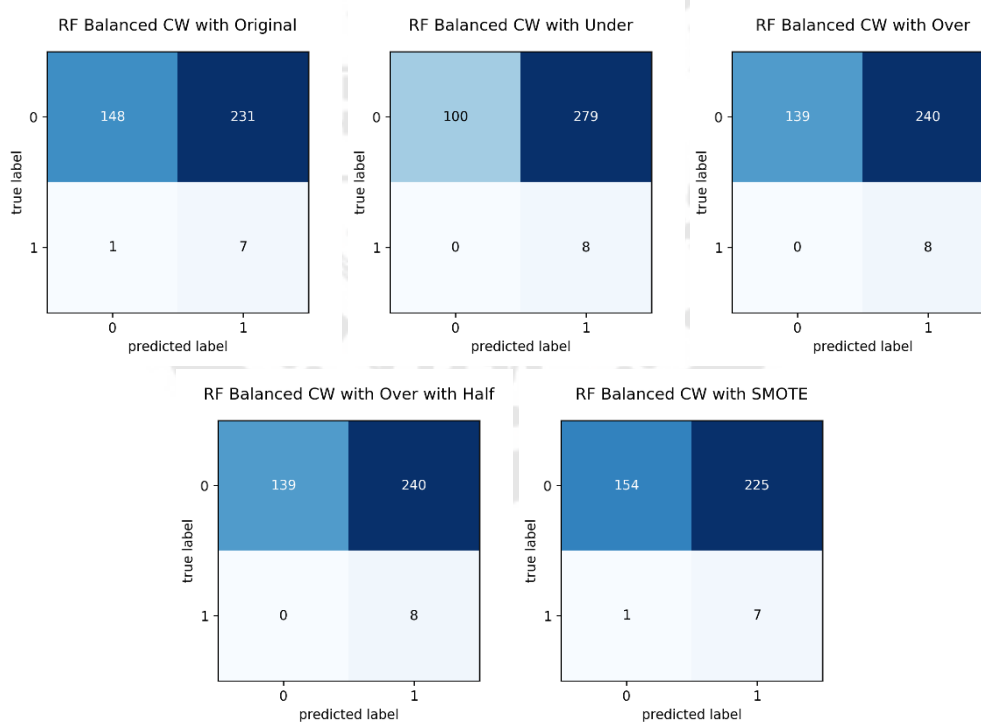 RF Balanced CW with Original
0
148
231
true label
1
1
7
0
1
predicted label
RF Balanced CW with Under
0
100
279
true label
1
0
8
0
1
predicted label
RF Balanced CW with Over
0
139
240
true label
1
0
8
0
1
predicted label
RF Balanced CW with Over with Half
0
139
240
true label
1
0
8
0
1
predicted label
RF Balanced CW with SMOTE
0
154
225
true label
1
1
7
0
1
predicted label